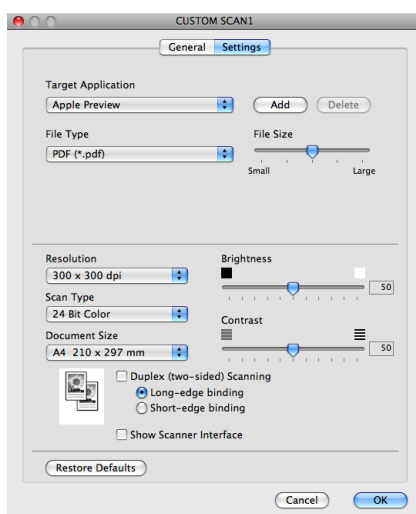 CUSTOM SCAN1
General Settings
Target Application
Apple Preview Add Delete
File Type File Size
PDF (*.pdf)
Small Large
Resolution Brightness
300 x 300 dpi
50
Scan Type
24 Bit Color
Contrast
Document Size
A4 210 x 297 mm 50
Duplex (two-sided) Scanning
Long-edge binding
Short-edge binding
Show Scanner Interface
Restore Defaults
Cancel OK